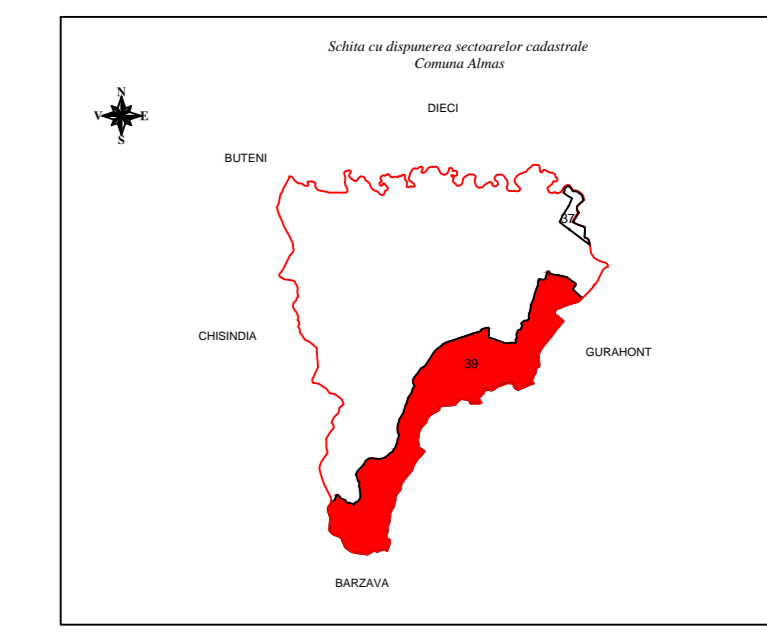 Schita cu dispunerea sectoarelor cadastrale
Comuna Almas
N
V E
S
DIECI
BUTENI
37
CHISINDIA
GURAHONT
39
BARZAVA